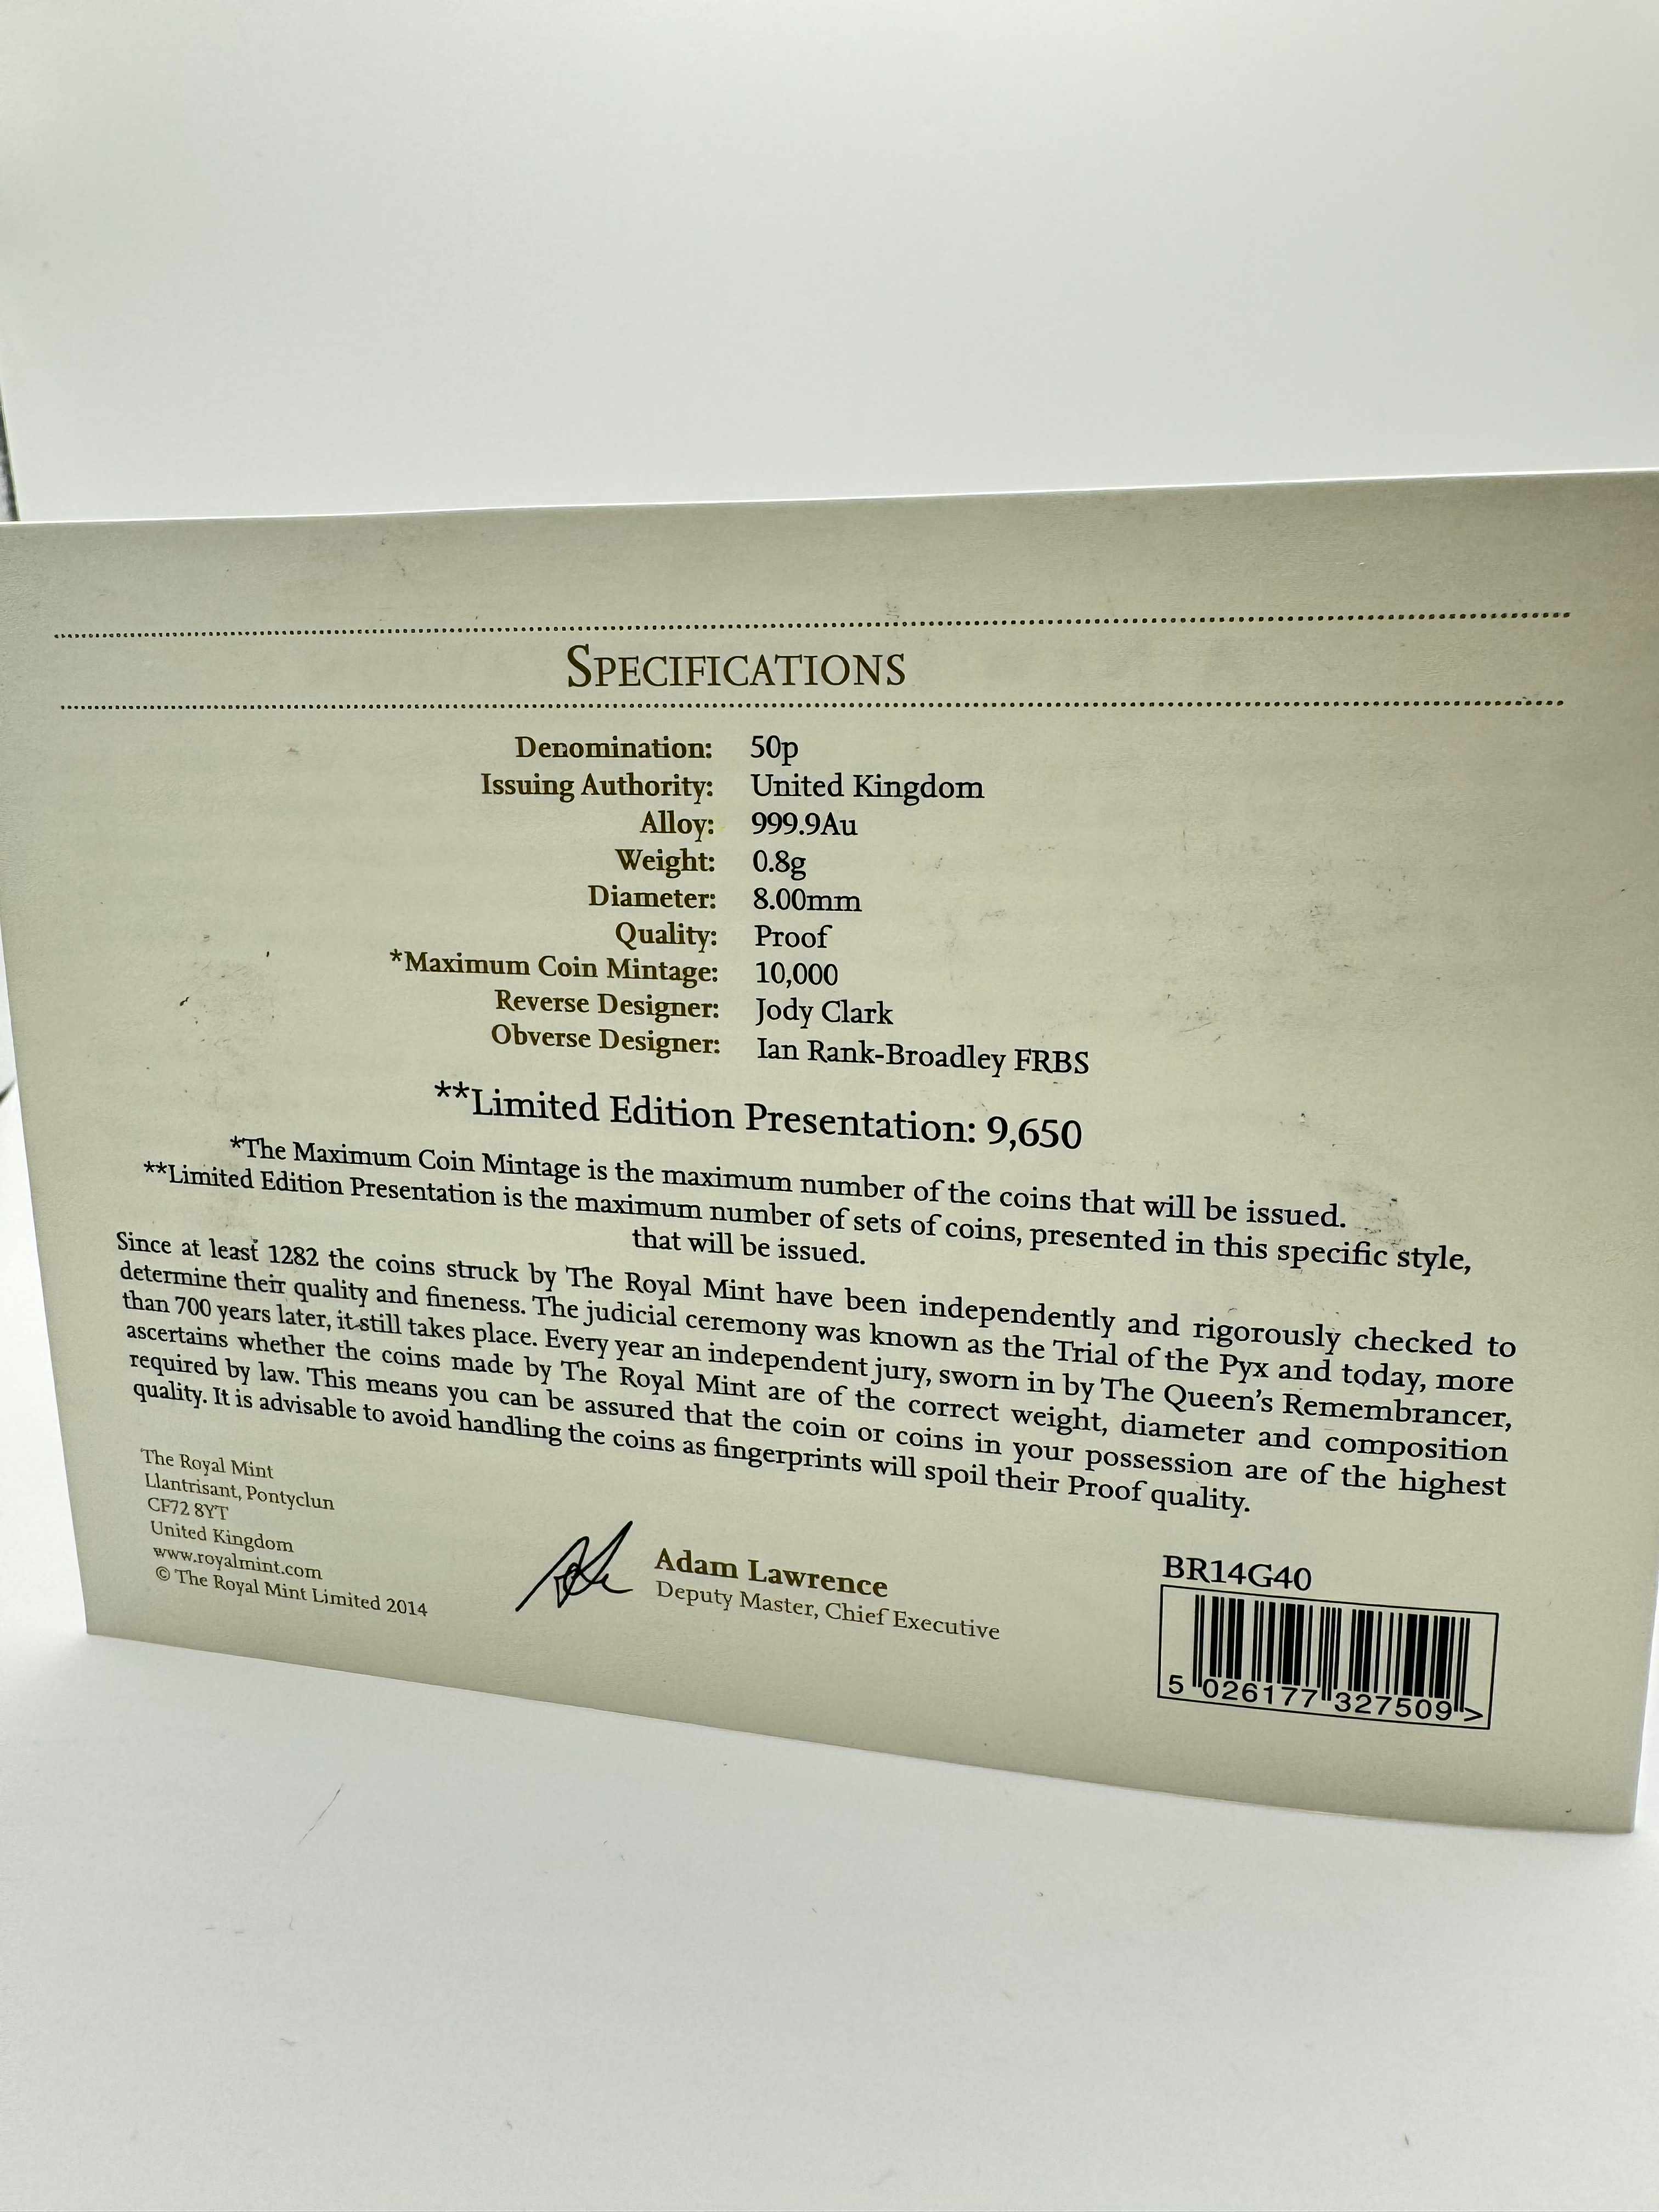 SPECIFICATIONS
Denomination: 50p
Issuing Authority: United Kingdom
Alloy: 999.9Au
Weight: 0.8g
Diameter: 8.00mm
Quality: Proof
*Maximum Coin Mintage: 10,000
Reverse Designer: Jody Clark
Obverse Designer: Ian Rank-Broadley FRBS
**Limited Edition Presentation: 9,650
*The Maximum Coin Mintage is the maximum number of the coins that will be issued.
**Limited Edition Presentation is the maximum number of sets of coins, presented in this specific style,
that will be issued.
Since at least 1282 the coins struck by The Royal Mint have been independently and rigorously checked to
determine their quality and fineness. The judicial ceremony was known as the Trial of the Pyx and today, more
than 700 years later, it still takes place. Every year an independent jury, sworn in by The Queen's Remembrancer,
ascertains whether the coins made by The Royal Mint are of the correct weight, diameter and composition
required by law. This means you can be assured that the coin or coins in your possession are of the highest
quality. It is advisable to avoid handling the coins as fingerprints will spoil their Proof quality.
The Royal Mint
Llantrisant, Pontyclun
CF72 8YT
United Kingdom
www.royalmint.com
© The Royal Mint Limited 2014
Adam Lawrence
Deputy Master, Chief Executive
BR14G40
5 026177 327509 >